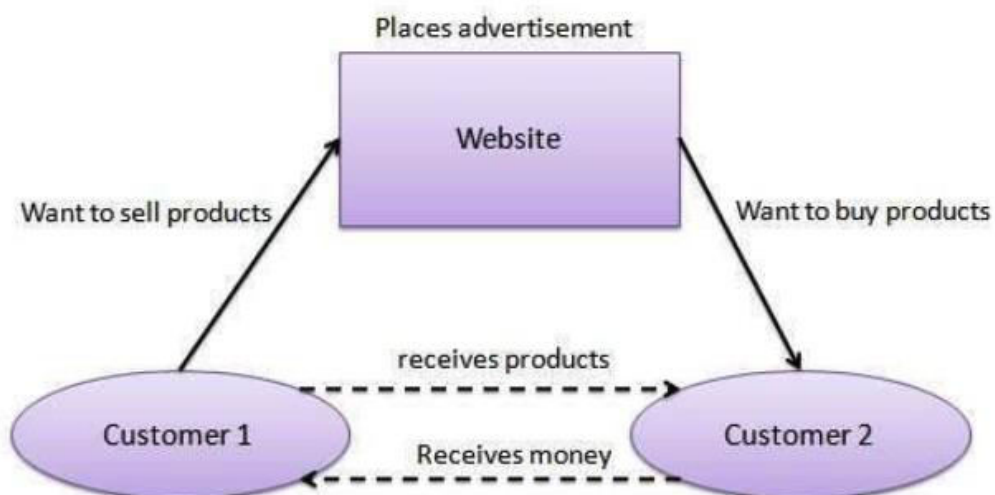 Places advertisement
Website
Want to sell products
Want to buy products
receives products
Customer 1
Customer 2
Receives money